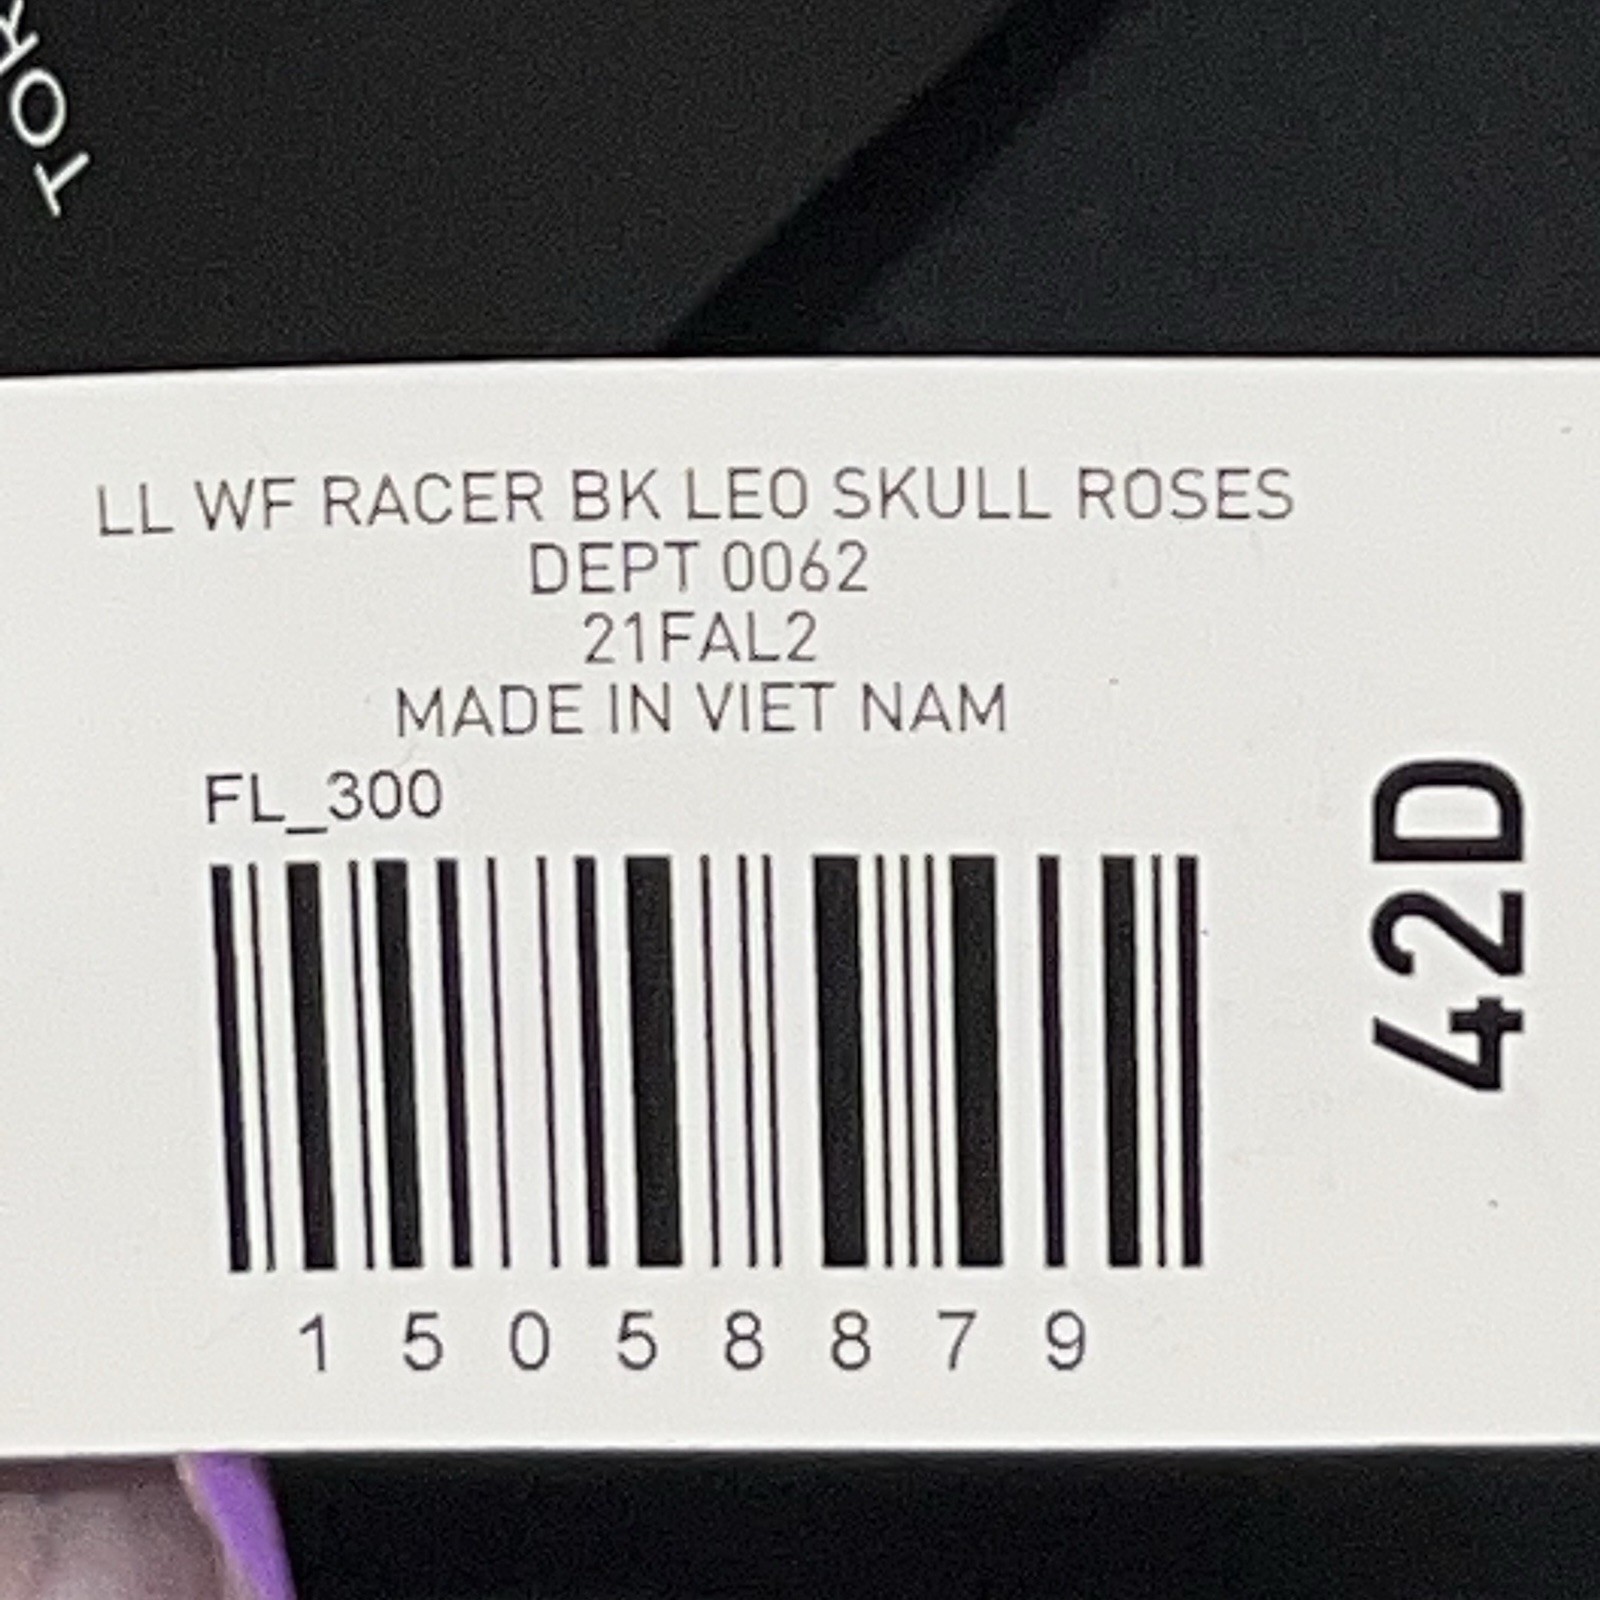 TOR
LL WF RACER BK LEO SKULL ROSES
DEPT 0062
21FAL2
MADE IN VIET NAM
FL_300
42D
1 5 0 5 8 8 7 9